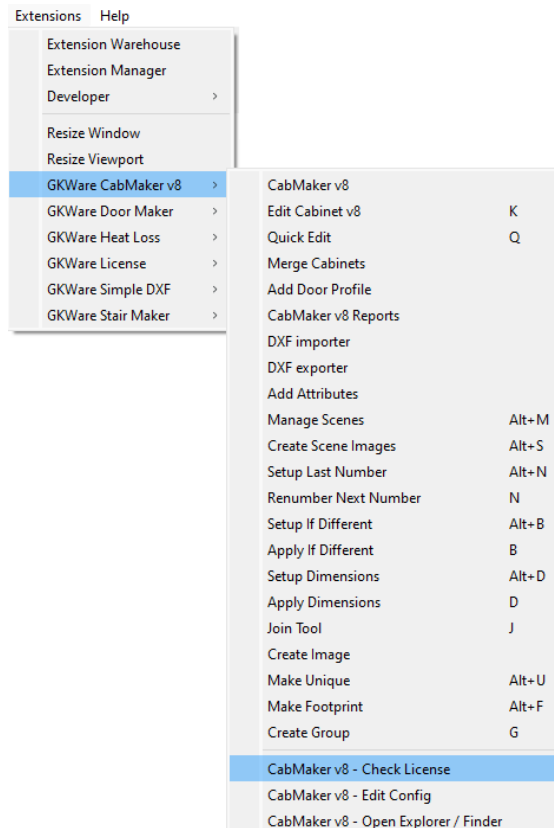 Extensions Help
Extension Warehouse
Extension Manager
Developer
Resize Window
Resize Viewport
GKWare CabMaker v8
GKWare Door Maker
GKWare Heat Loss
GKWare License
GKWare Simple DXF
GKWare Stair Maker
CabMaker v8
Edit Cabinet v8 K
Quick Edit Q
Merge Cabinets
Add Door Profile
CabMaker v8 Reports
DXF importer
DXF exporter
Add Attributes
Manage Scenes Alt+M
Create Scene Images Alt+S
Setup Last Number Alt+N
Renumber Next Number N
Setup If Different Alt+B
Apply If Different B
Setup Dimensions Alt+D
Apply Dimensions D
Join Tool J
Create Image
Make Unique Alt+U
Make Footprint Alt+F
Create Group G
CabMaker v8 - Check License
CabMaker v8 - Edit Config
CabMaker v8 - Open Explorer / Finder